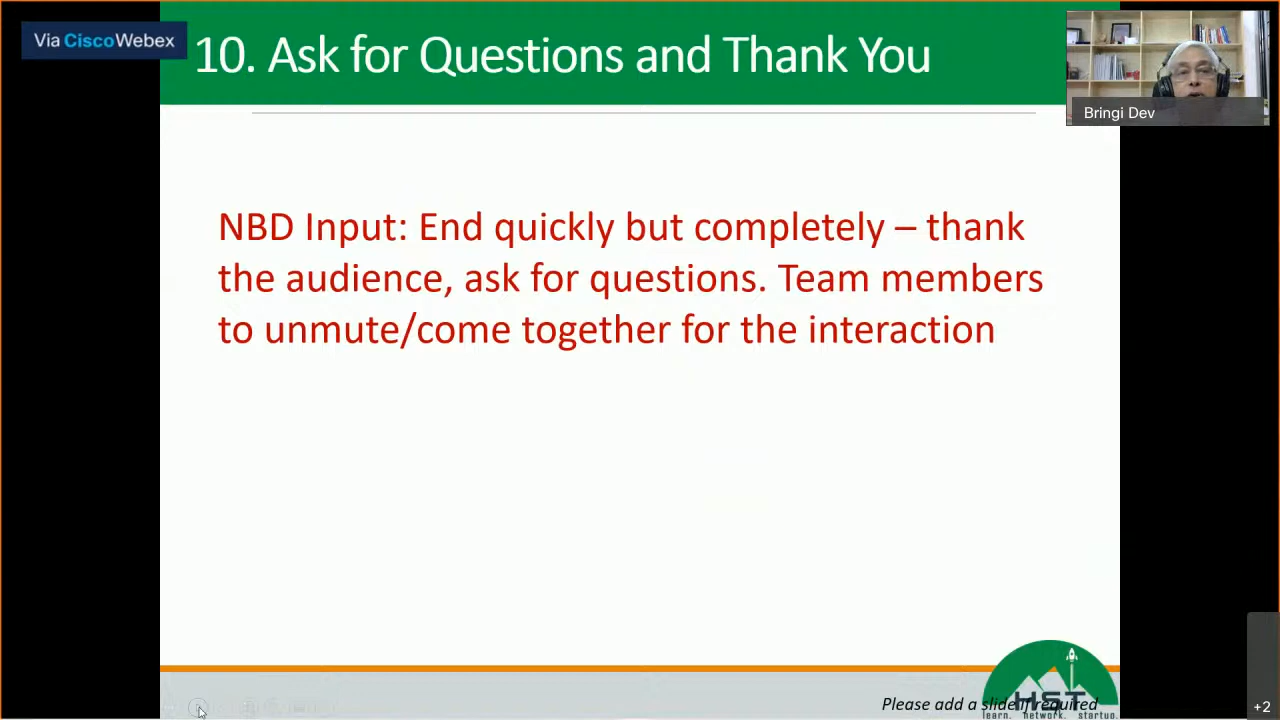 Via CiscoWebex
10. Ask for Questions and Thank You
Bringi Dev
NBD Input: End quickly but completely – thank
the audience, ask for questions. Team members
to unmute/come together for the interaction
Please add a slide if required
HST
learn. network. startup.
+2